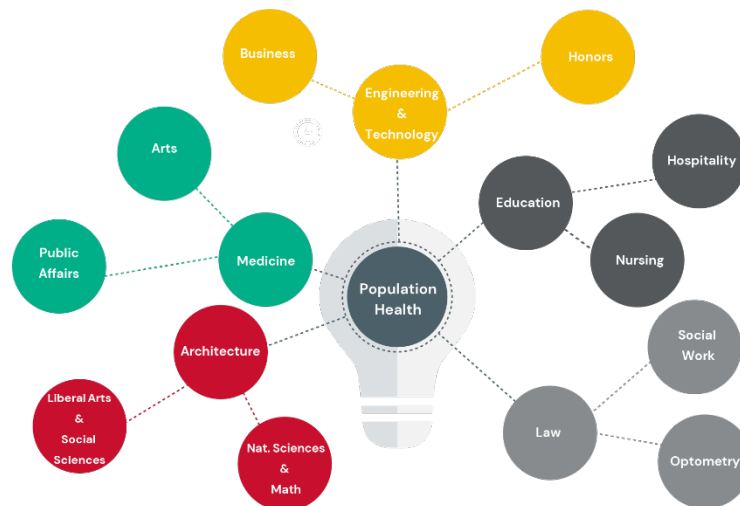 Business
Honors
Engineering
&
Technology
Arts
Hospitality
Education
Public
Affairs
Medicine
Nursing
Population
Health
Architecture
Social
Work
Liberal Arts
&
Social
Sciences
Law
Nat. Sciences
&
Math
Optometry